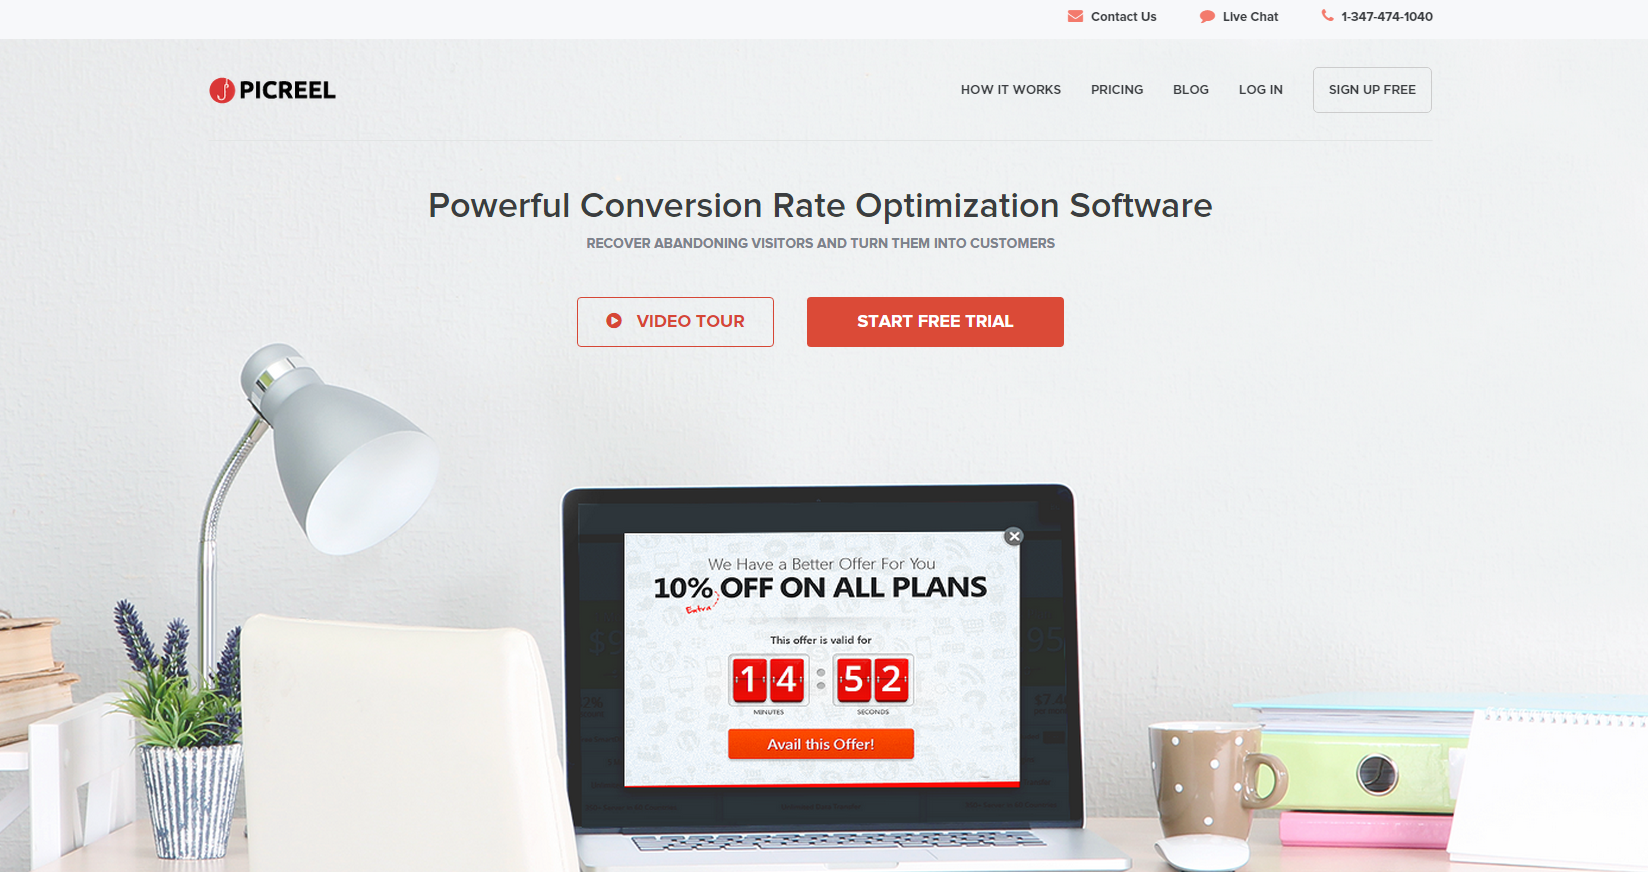 Contact Us
Live Chat
1-347-474-1040
PICREEL
HOW IT WORKS
PRICING
BLOG
LOG IN
SIGN UP FREE
Powerful Conversion Rate Optimization Software
RECOVER ABANDONING VISITORS AND TURN THEM INTO CUSTOMERS
VIDEO TOUR
START FREE TRIAL
We Have a Better Offer For You
10% OFF ON ALL PLANS
Extra
This offer is valid for
14 : 52
MINUTES SECONDS
Avail this Offer!